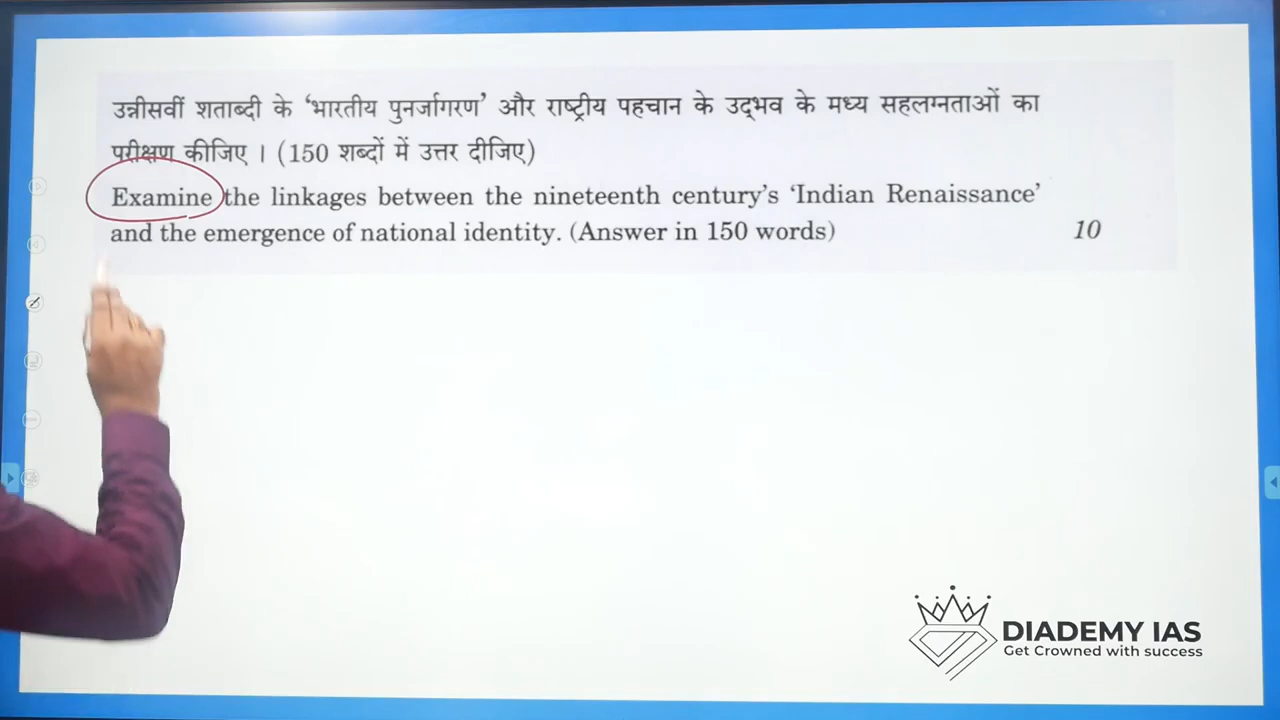 उन्नीसवीं शताब्दी के ‘भारतीय पुनर्जागरण’ और राष्ट्रीय पहचान के उद्भव के मध्य सहलग्नताओं का
परीक्षण कीजिए । (150 शब्दों में उत्तर दीजिए)
Examine the linkages between the nineteenth century’s ‘Indian Renaissance’
and the emergence of national identity. (Answer in 150 words) 10
DIADEMY IAS
Get Crowned with success